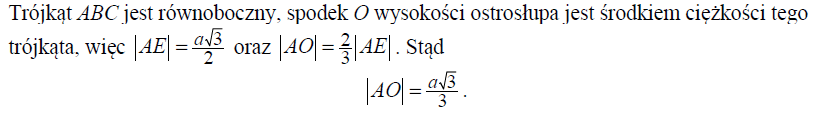 Trójkąt ABC jest równoboczny, spodek O wysokości ostrosłupa jest środkiem ciężkości tego
trójkąta, więc |AE| = a√3/2 oraz |AO| = 2/3|AE|. Stąd
|AO| = a√3/3.